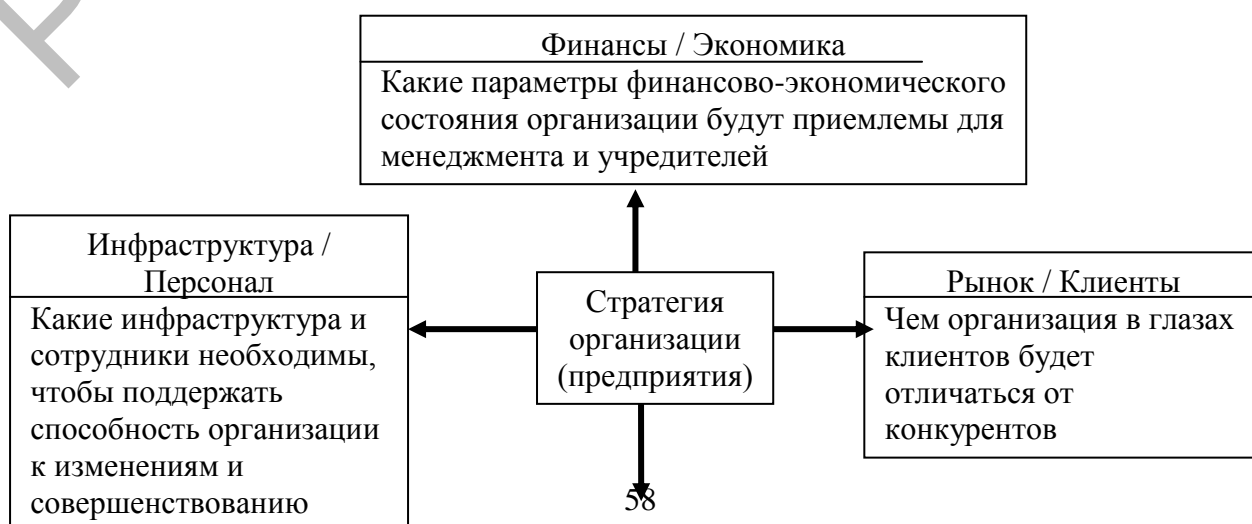 Финансы / Экономика
Какие параметры финансово-экономического
состояния организации будут приемлемы для
менеджмента и учредителей
Инфраструктура /
Персонал
Какие инфраструктура и
сотрудники необходимы,
чтобы поддержать
способность организации
к изменениям и
совершенствованию
Стратегия
организации
(предприятия)
Рынок / Клиенты
Чем организация в глазах
клиентов будет
отличаться от
конкурентов
58